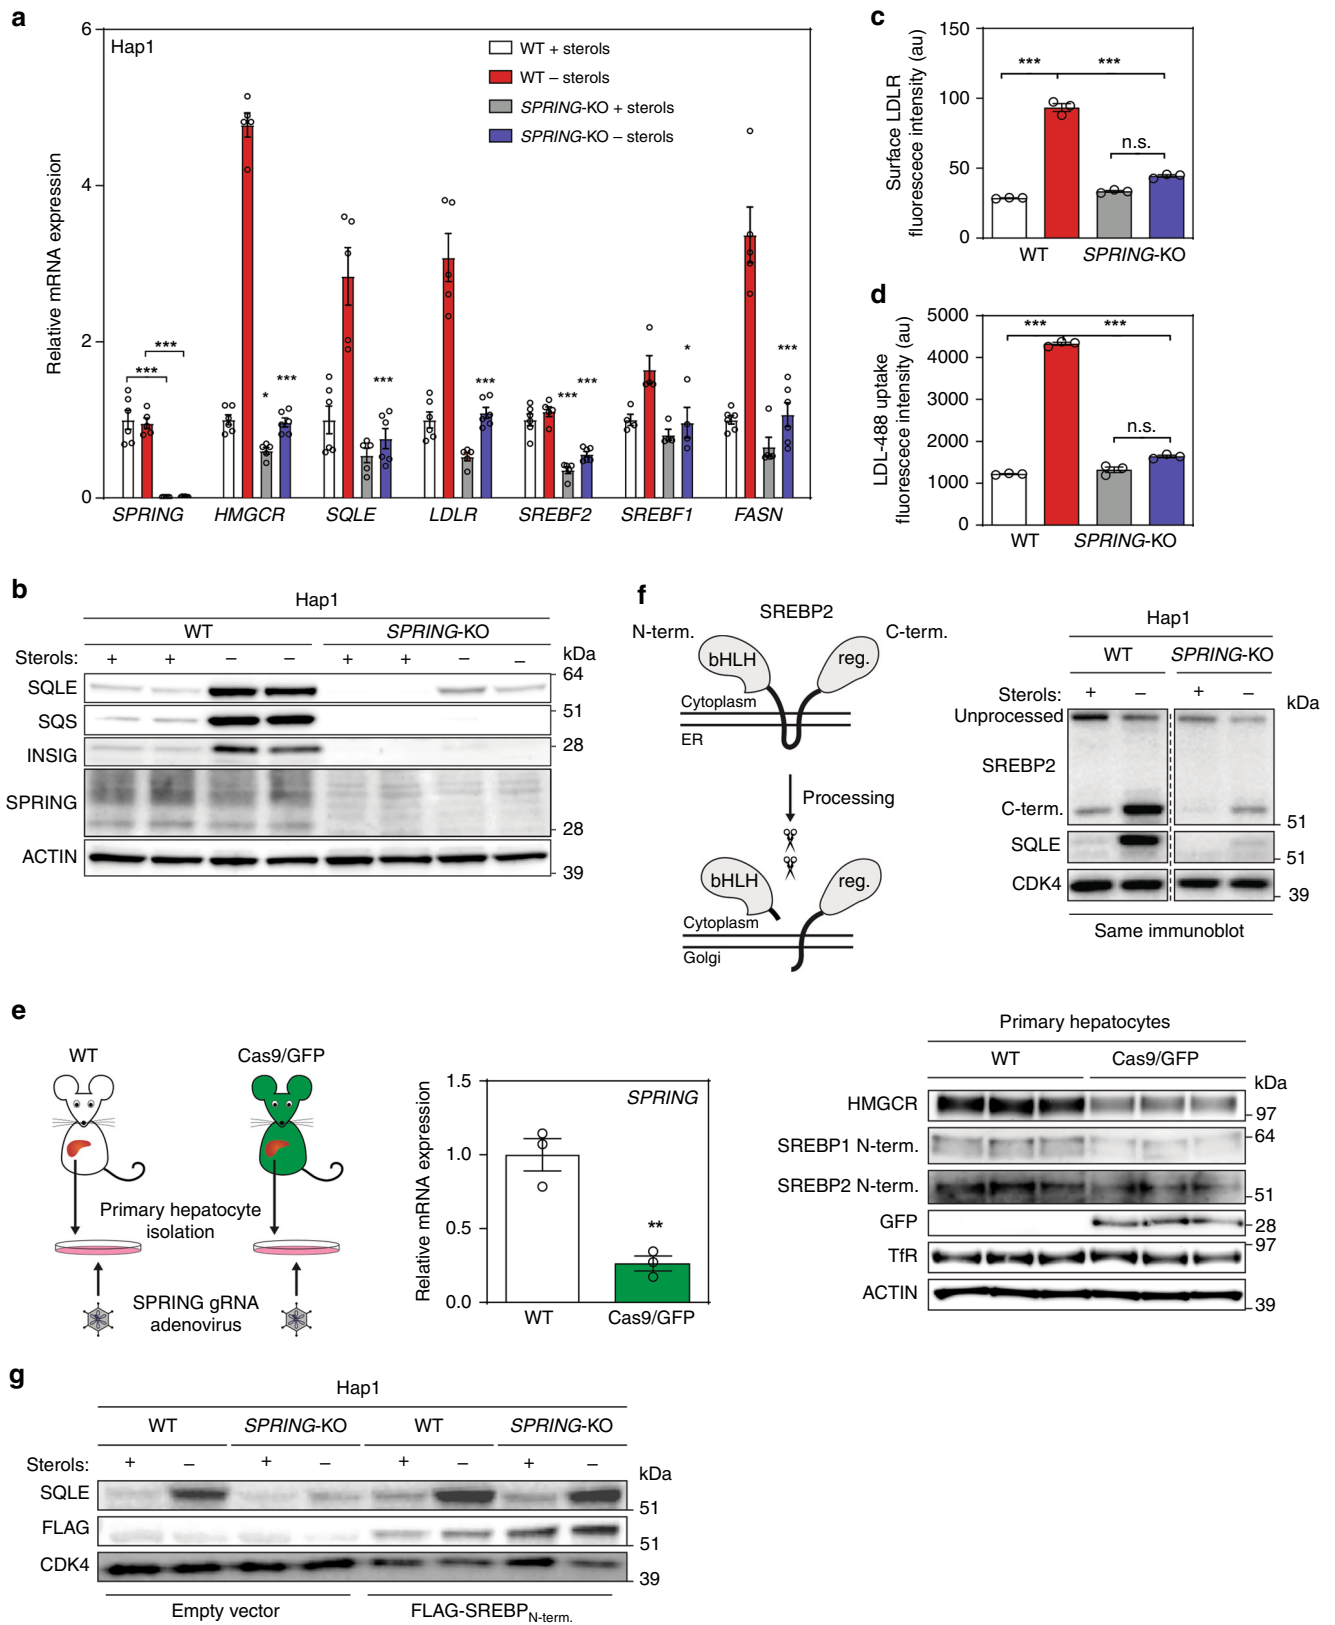 a
Hap1
WT + sterols
WT – sterols
SPRING-KO + sterols
SPRING-KO – sterols
Relative mRNA expression
6
4
2
0
***
***
*
***
***
***
***
***
*
***
SPRING HMGCR SQLE LDLR SREBF2 SREBF1 FASN
c
Surface LDLR
fluorescece intensity (au)
150
100
50
0
*** ***
n.s.
WT SPRING-KO
d
LDL-488 uptake
fluorescece intensity (au)
5000
4000
3000
2000
1000
0
*** ***
n.s.
WT SPRING-KO
b
Hap1
WT SPRING-KO
Sterols: + + – – + + – – kDa
SQLE 64
SQS 51
INSIG 28
SPRING
28
ACTIN
39
f
SREBP2
N-term. C-term.
bHLH reg.
Cytoplasm
ER
Processing
bHLH reg.
Cytoplasm
Golgi
Hap1
WT SPRING-KO
Sterols: + – + – kDa
Unprocessed
SREBP2
C-term.
51
SQLE
51
CDK4
39
Same immunoblot
e
WT Cas9/GFP
Primary hepatocyte
isolation
SPRING gRNA
adenovirus
Relative mRNA expression
1.5
1.0
0.5
0.0
SPRING
**
WT Cas9/GFP
Primary hepatocytes
WT Cas9/GFP
kDa
HMGCR
97
SREBP1 N-term. 64
SREBP2 N-term.
51
GFP 28
TfR 97
ACTIN
39
g
Hap1
WT SPRING-KO WT SPRING-KO
Sterols: + – + – + – + – kDa
SQLE
51
FLAG
51
CDK4
39
Empty vector FLAG-SREBPN-term.